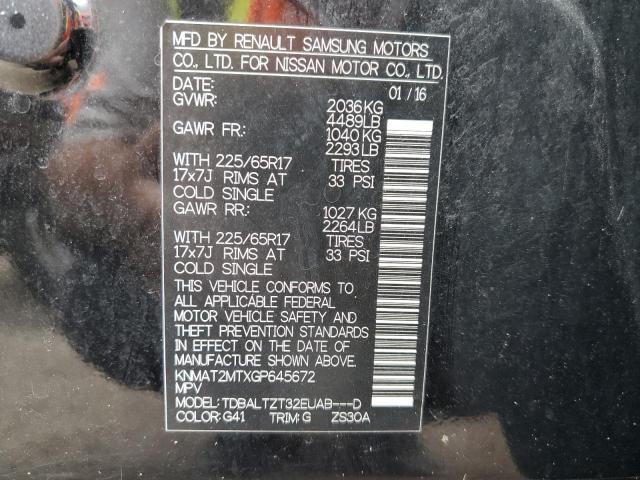 MFD BY RENAULT SAMSUNG MOTORS
CO., LTD. FOR NISSAN MOTOR CO., LTD.
DATE: 01 / 16
GVWR: 2036 KG
4489LB
GAWR FR: 1040 KG
2293 LB
WITH 225/65R17 TIRES
17x7J RIMS AT 33 PSI
COLD SINGLE
GAWR RR: 1027 KG
2264LB
WITH 225/65R17 TIRES
17x7J RIMS AT 33 PSI
COLD SINGLE
THIS VEHICLE CONFORMS TO
ALL APPLICABLE FEDERAL
MOTOR VEHICLE SAFETY AND
THEFT PREVENTION STANDARDS
IN EFFECT ON THE DATE OF
MANUFACTURE SHOWN ABOVE.
KNMAT2MTXGP645672
MPV
MODEL: TDBALTZT32EUAB---D
COLOR: G41 TRIM: G ZS30A